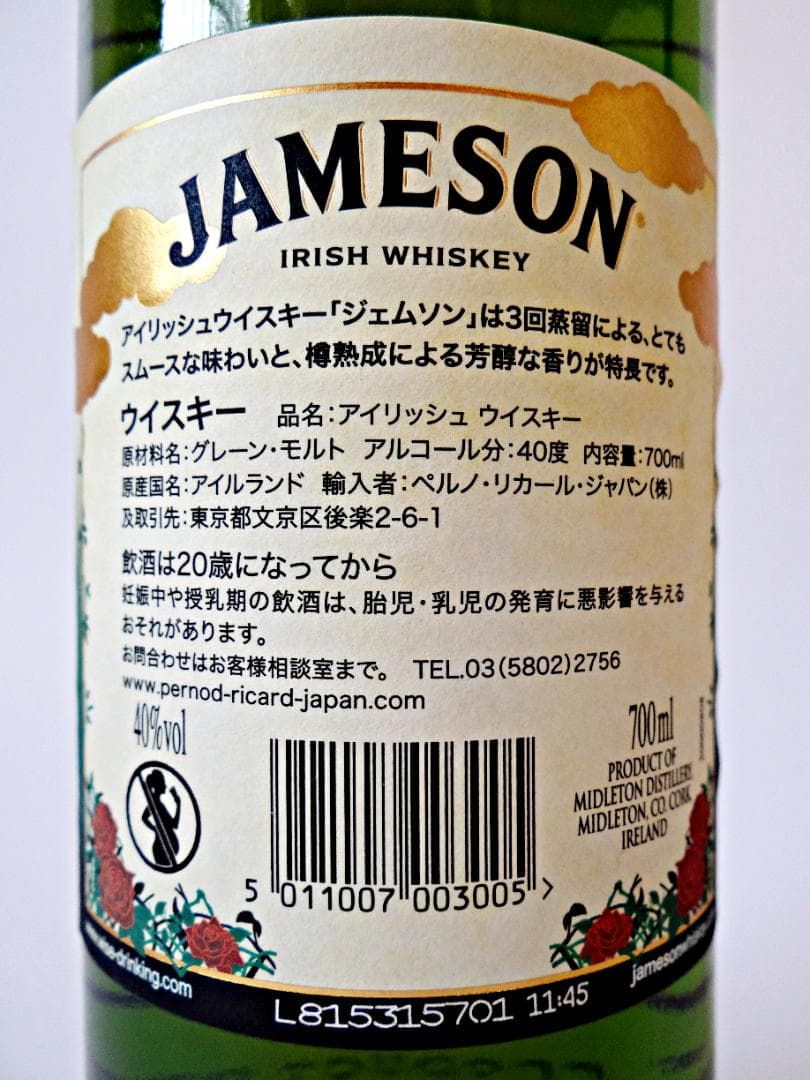 JAMESON
IRISH WHISKEY
アイリッシュウイスキー「ジェムソン」は3回蒸留による、とても
スムースな味わいと、樽熟成による芳醇な香りが特長です。
ウイスキー 品名：アイリッシュ ウイスキー
原材料名：グレーン・モルト アルコール分：40度 内容量：700ml
原産国名：アイルランド 輸入者：ペルノ・リカール・ジャパン(株)
及取引先：東京都文京区後楽2-6-1
飲酒は20歳になってから
妊娠中や授乳期の飲酒は、胎児・乳児の発育に悪影響を与える
おそれがあります。
お問合わせはお客様相談室まで。 TEL.03(5802)2756
www.pernod-ricard-japan.com
40%vol
700ml
PRODUCT OF
MIDLETON DISTILLERY,
MIDLETON, CO. CORK,
IRELAND
5 011007 003005 >
-drinking.com
L815315701 11:45